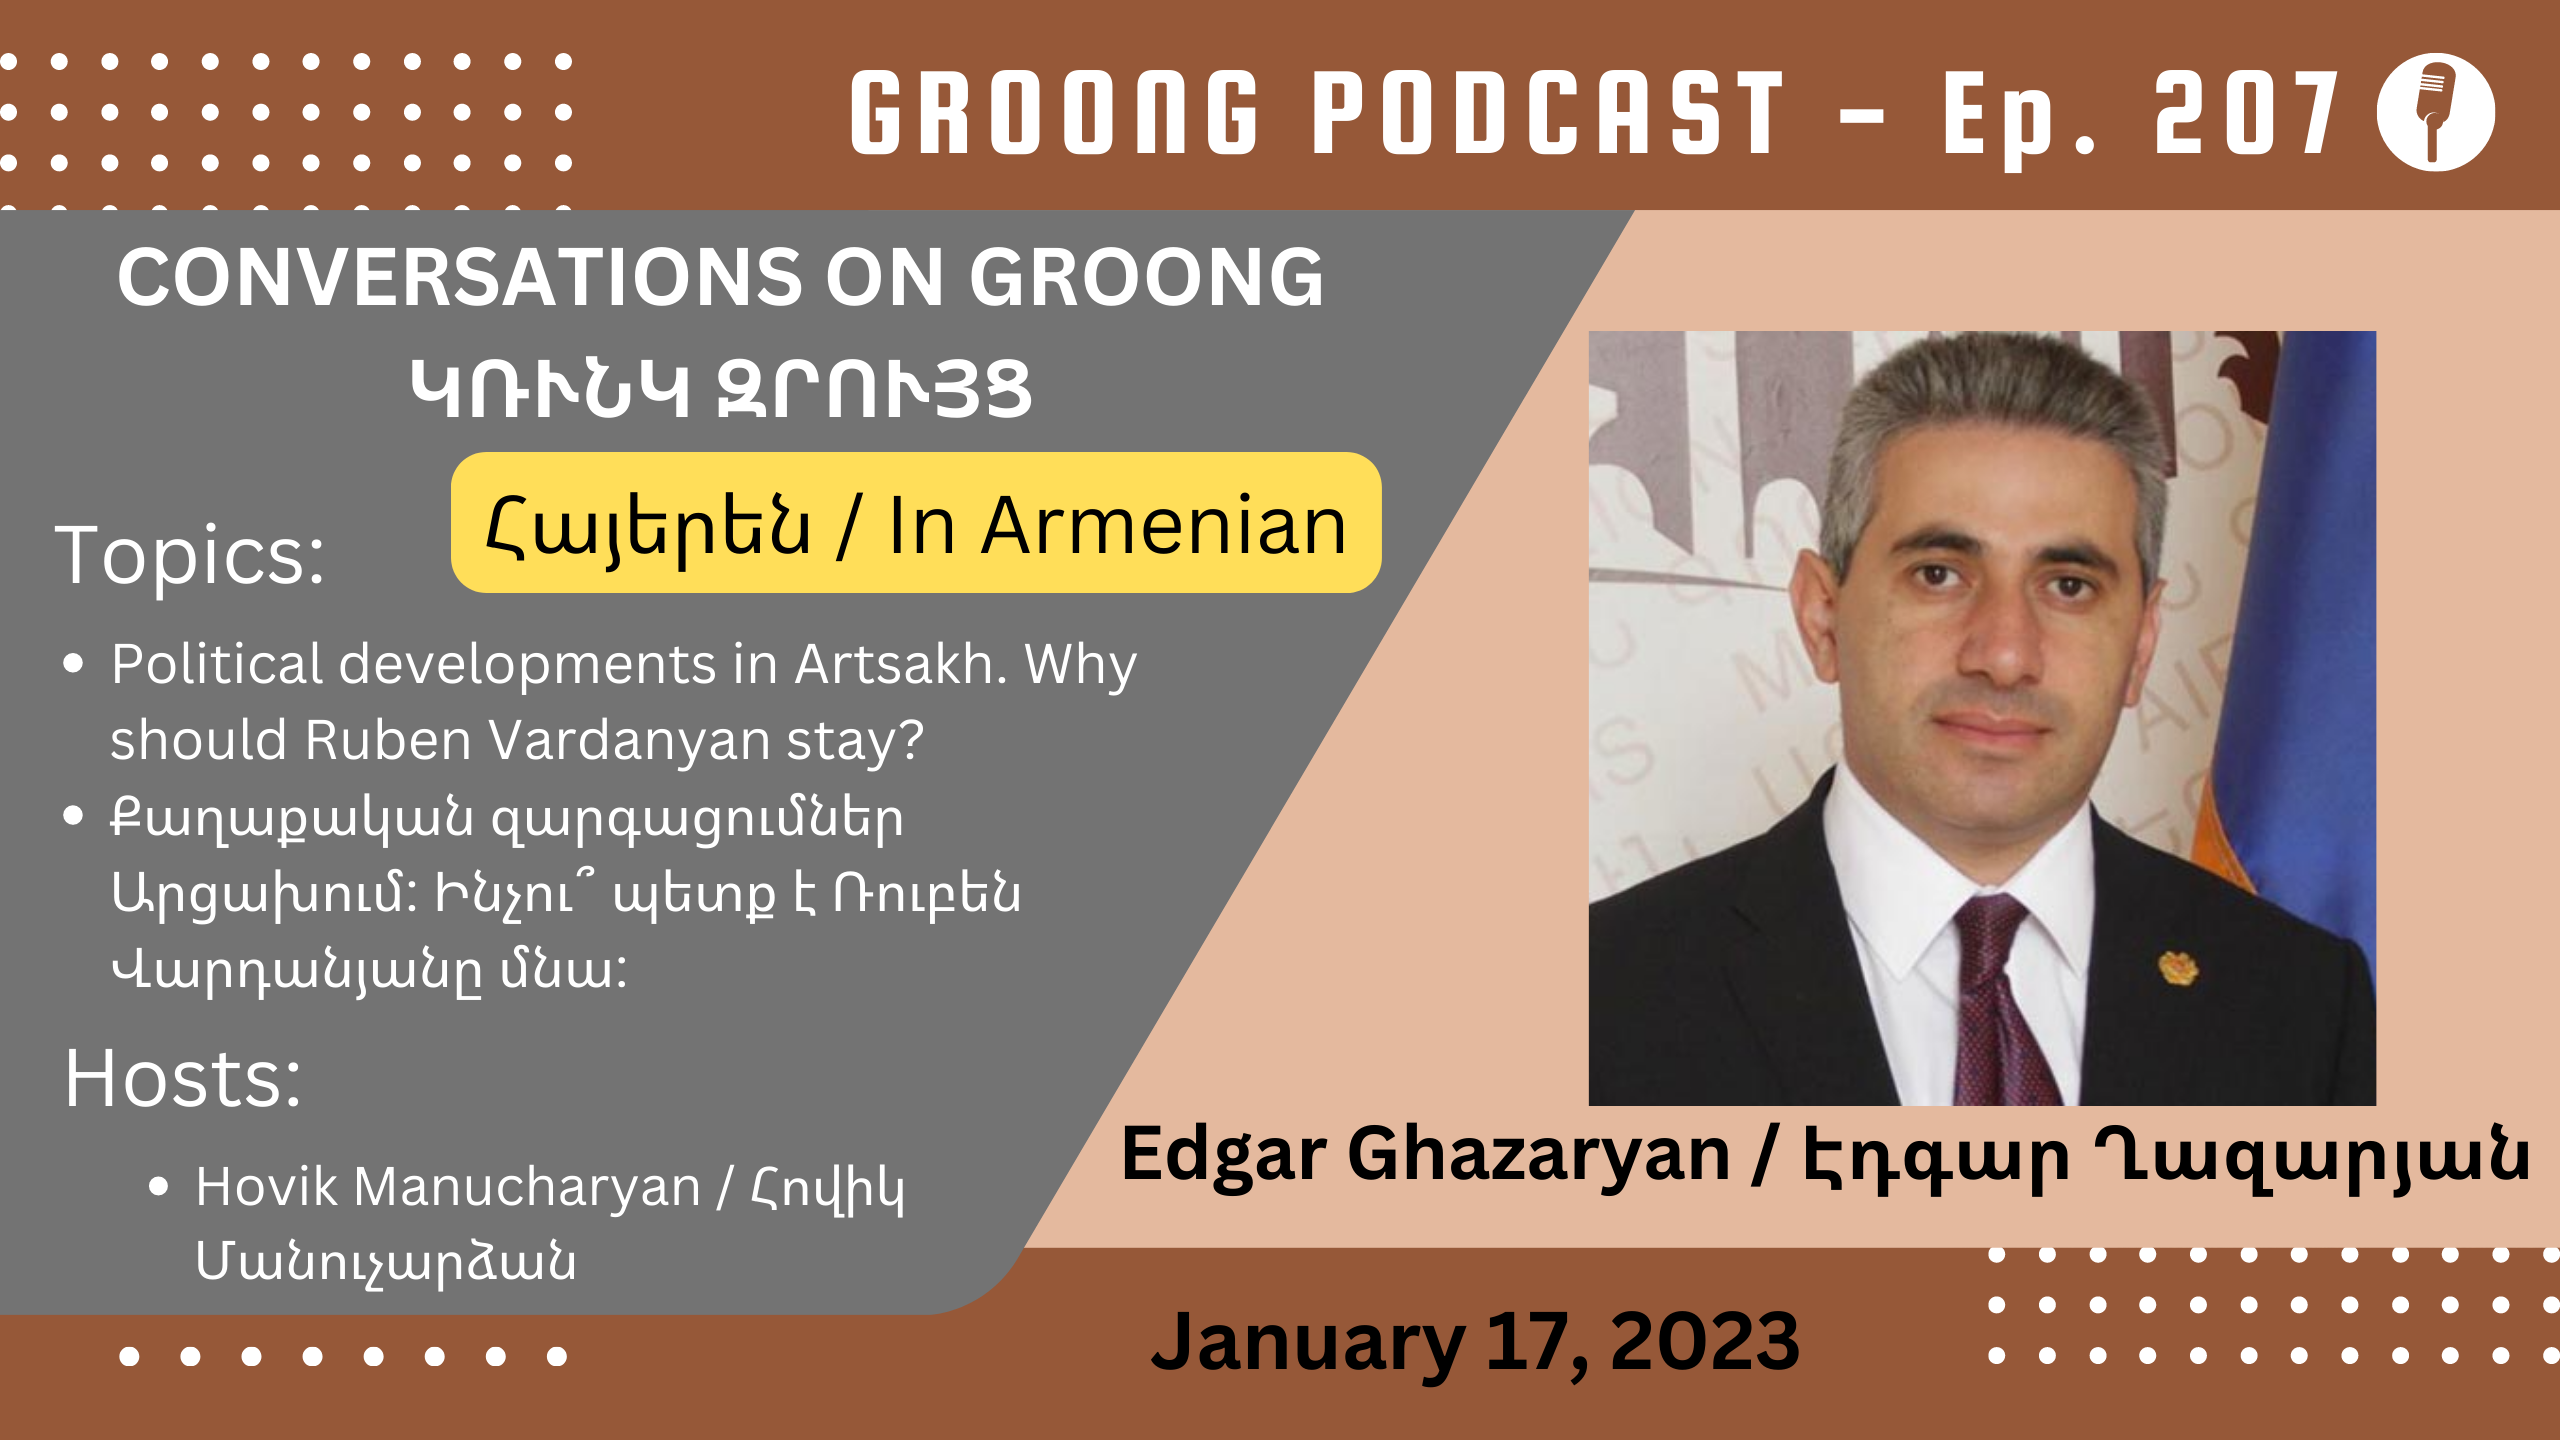 GROONG PODCAST - Ep. 207
CONVERSATIONS ON GROONG
ԿՌՒՆԿ ԶՐՈՒՅՑ
Հայերեն / In Armenian
Topics:
• Political developments in Artsakh. Why
should Ruben Vardanyan stay?
• Քաղաքական զարգացումներ
Արցախում: Ինչու՞ պետք է Ռուբեն
Վարդանյանը մնա:
Hosts:
• Hovik Manucharyan / Հովիկ
Մանուչարձան
Edgar Ghazaryan / Էդգար Ղազարյան
January 17, 2023